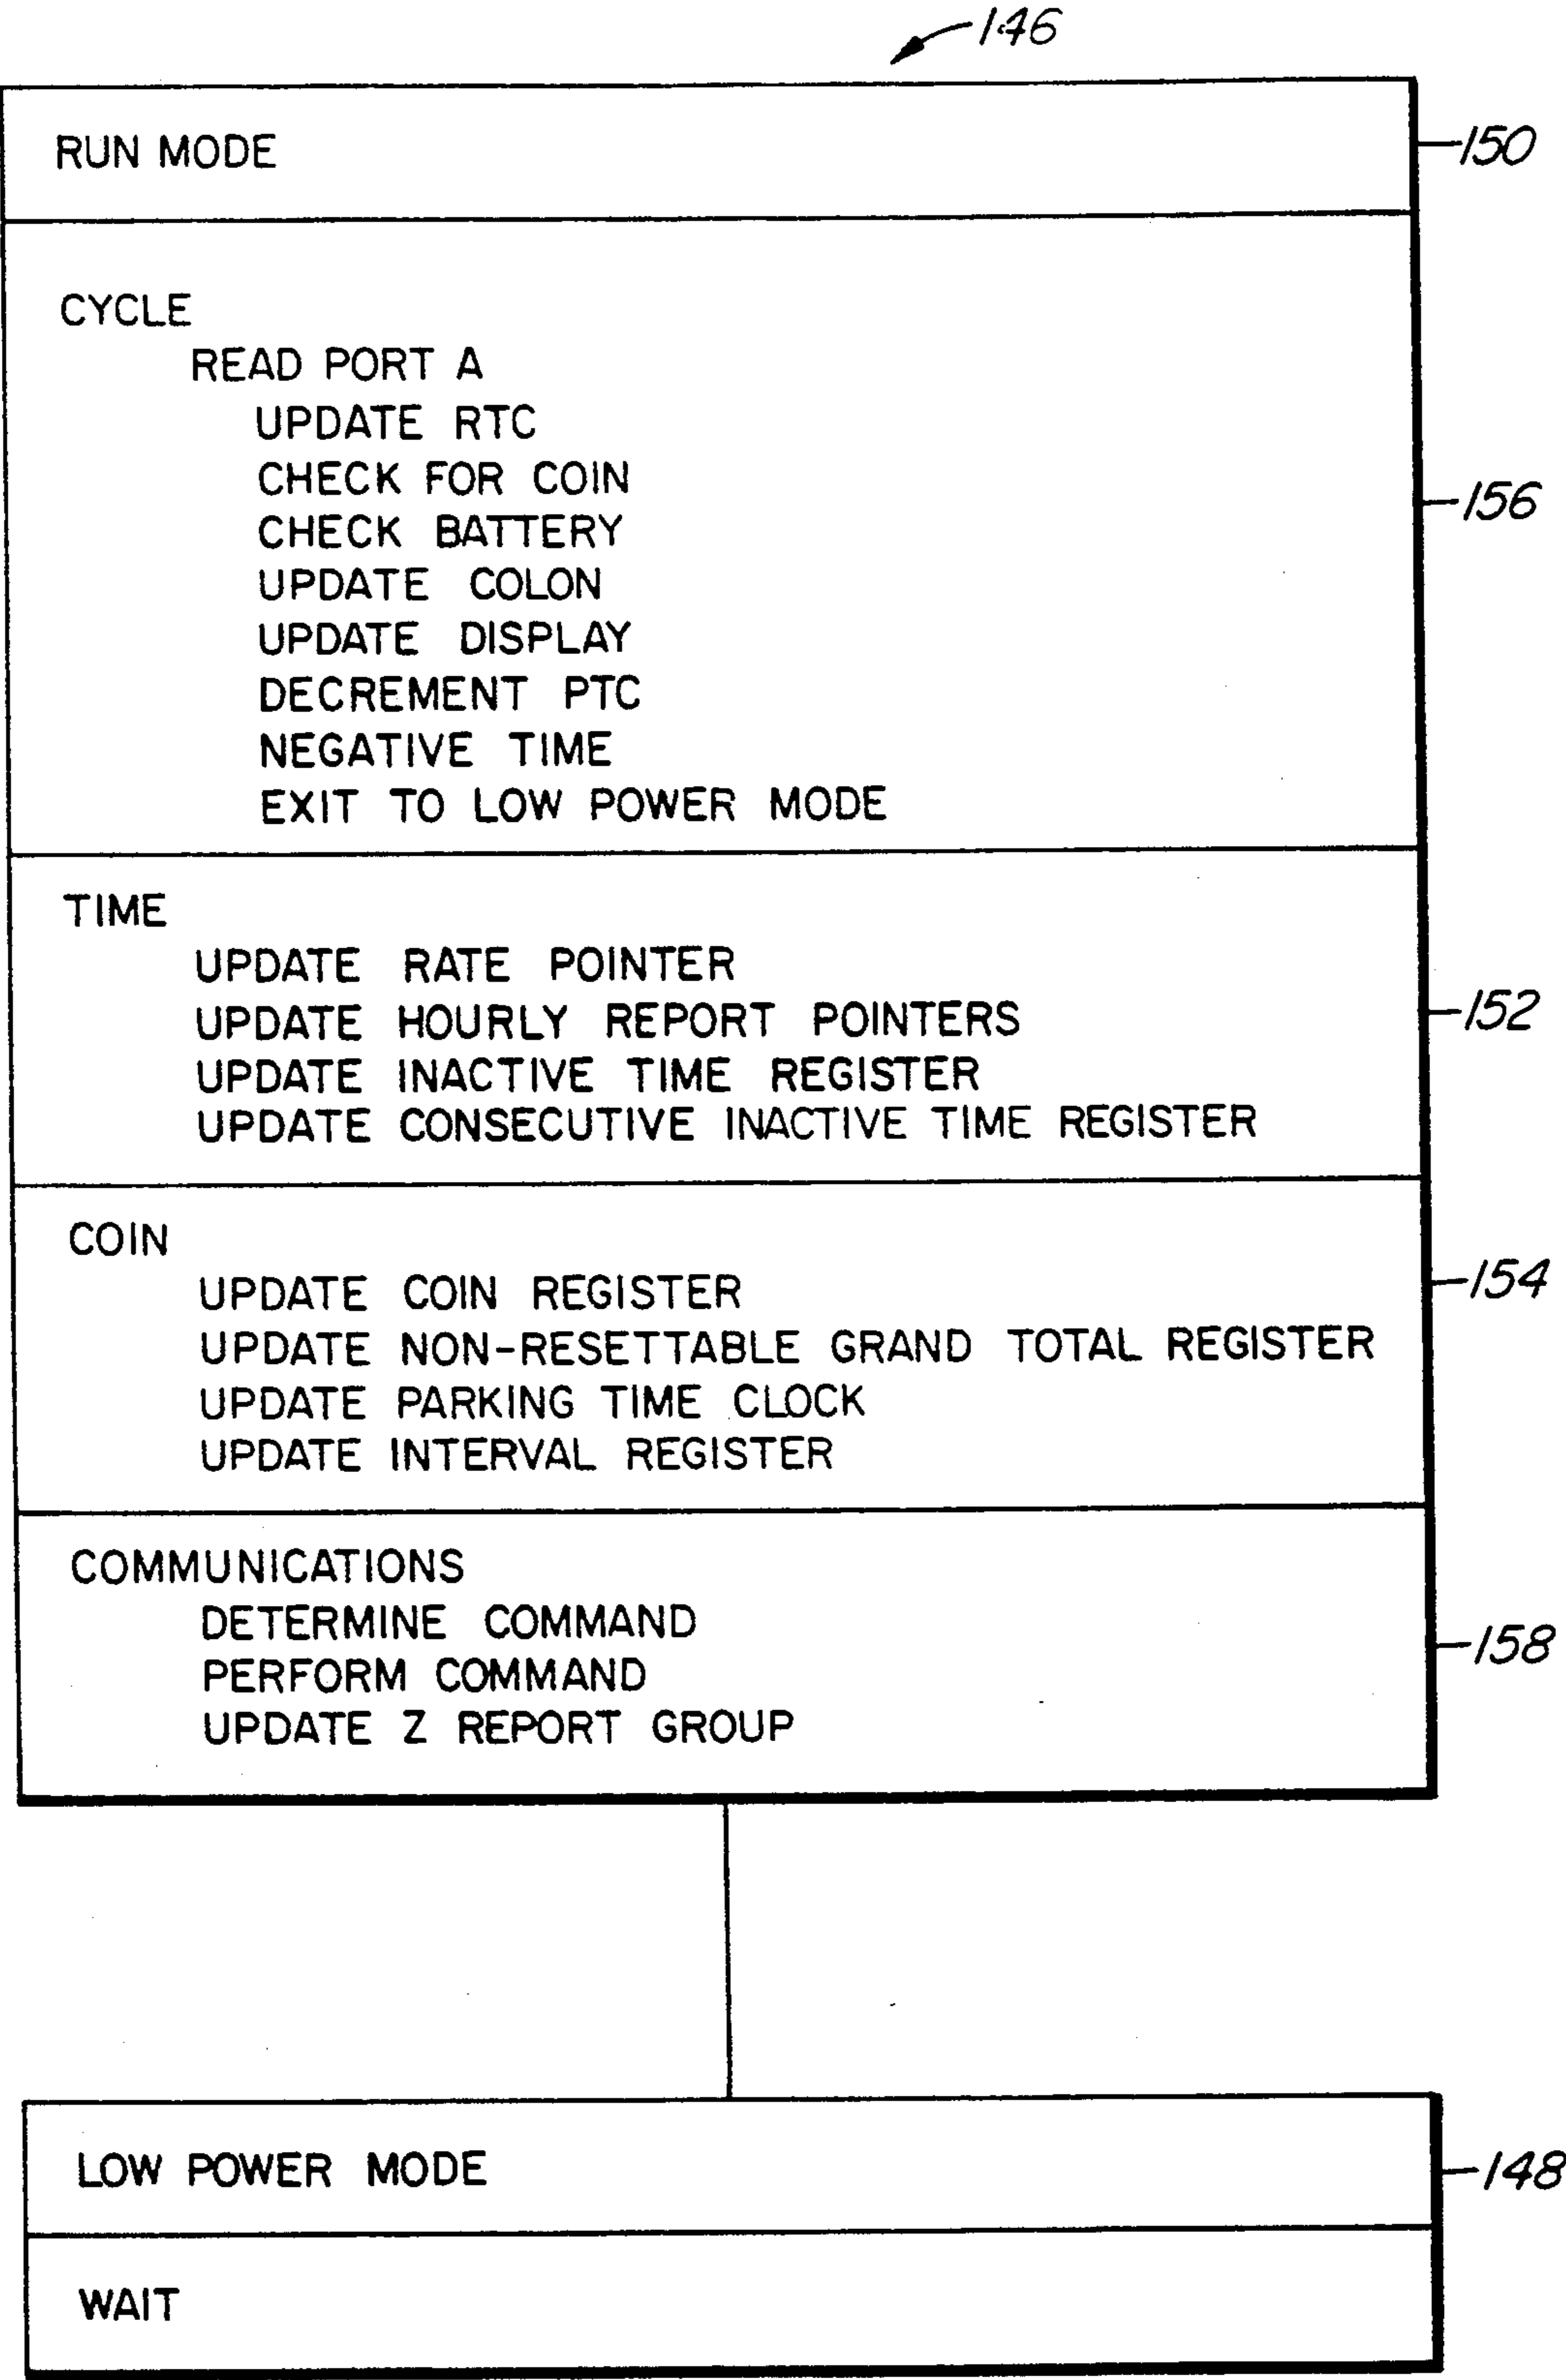 146
RUN MODE
150
CYCLE
READ PORT A
UPDATE RTC
CHECK FOR COIN
156
CHECK BATTERY
UPDATE COLON
UPDATE DISPLAY
DECREMENT PTC
NEGATIVE TIME
EXIT TO LOW POWER MODE
TIME
UPDATE RATE POINTER
UPDATE HOURLY REPORT POINTERS
152
UPDATE INACTIVE TIME REGISTER
UPDATE CONSECUTIVE INACTIVE TIME REGISTER
COIN
UPDATE COIN REGISTER
154
UPDATE NON-RESETTABLE GRAND TOTAL REGISTER
UPDATE PARKING TIME CLOCK
UPDATE INTERVAL REGISTER
COMMUNICATIONS
DETERMINE COMMAND
158
PERFORM COMMAND
UPDATE Z REPORT GROUP
LOW POWER MODE
148
WAIT